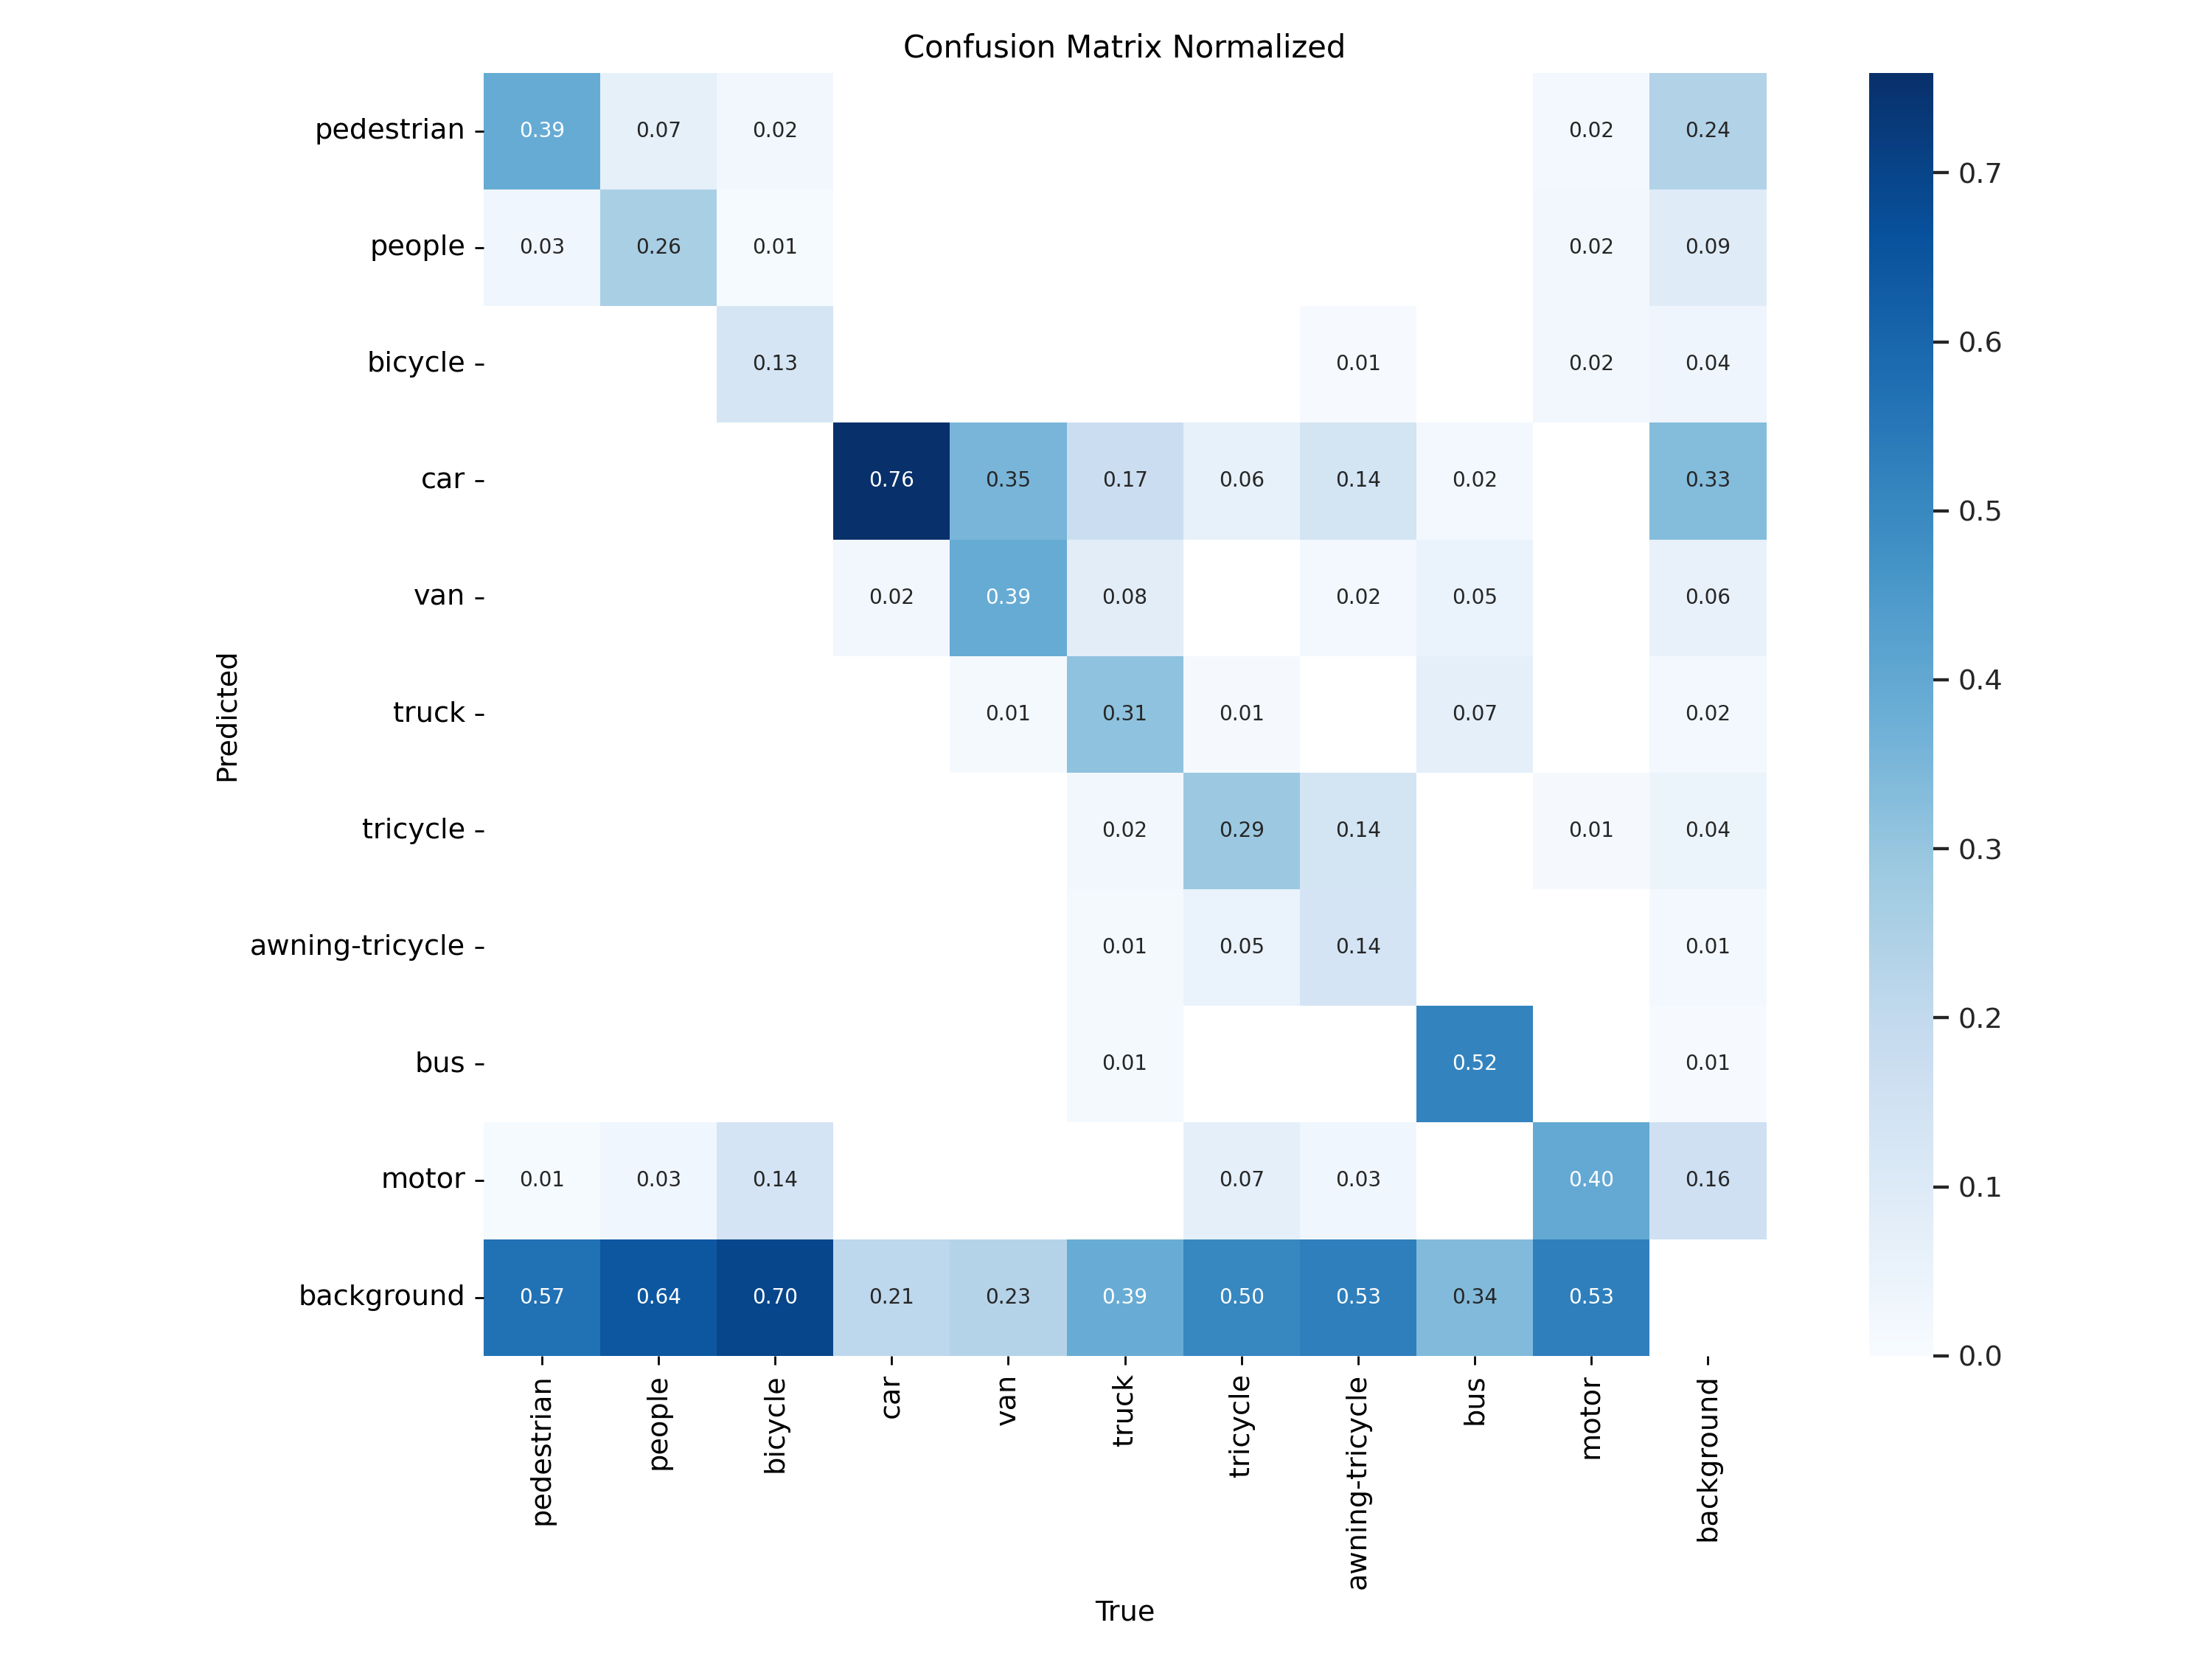 Confusion Matrix Normalized
pedestrian 0.39 0.07 0.02 0.02 0.24
people 0.03 0.26 0.01 0.02 0.09
bicycle 0.13 0.01 0.02 0.04
car 0.76 0.35 0.17 0.06 0.14 0.02 0.33
van 0.02 0.39 0.08 0.02 0.05 0.06
truck 0.01 0.31 0.01 0.07 0.02
tricycle 0.02 0.29 0.14 0.01 0.04
awning-tricycle 0.01 0.05 0.14 0.01
bus 0.01 0.52 0.01
motor 0.01 0.03 0.14 0.07 0.03 0.40 0.16
background 0.57 0.64 0.70 0.21 0.23 0.39 0.50 0.53 0.34 0.53
Predicted
pedestrian
people
bicycle
car
van
truck
tricycle
awning-tricycle
bus
motor
background
True
0.7
0.6
0.5
0.4
0.3
0.2
0.1
0.0